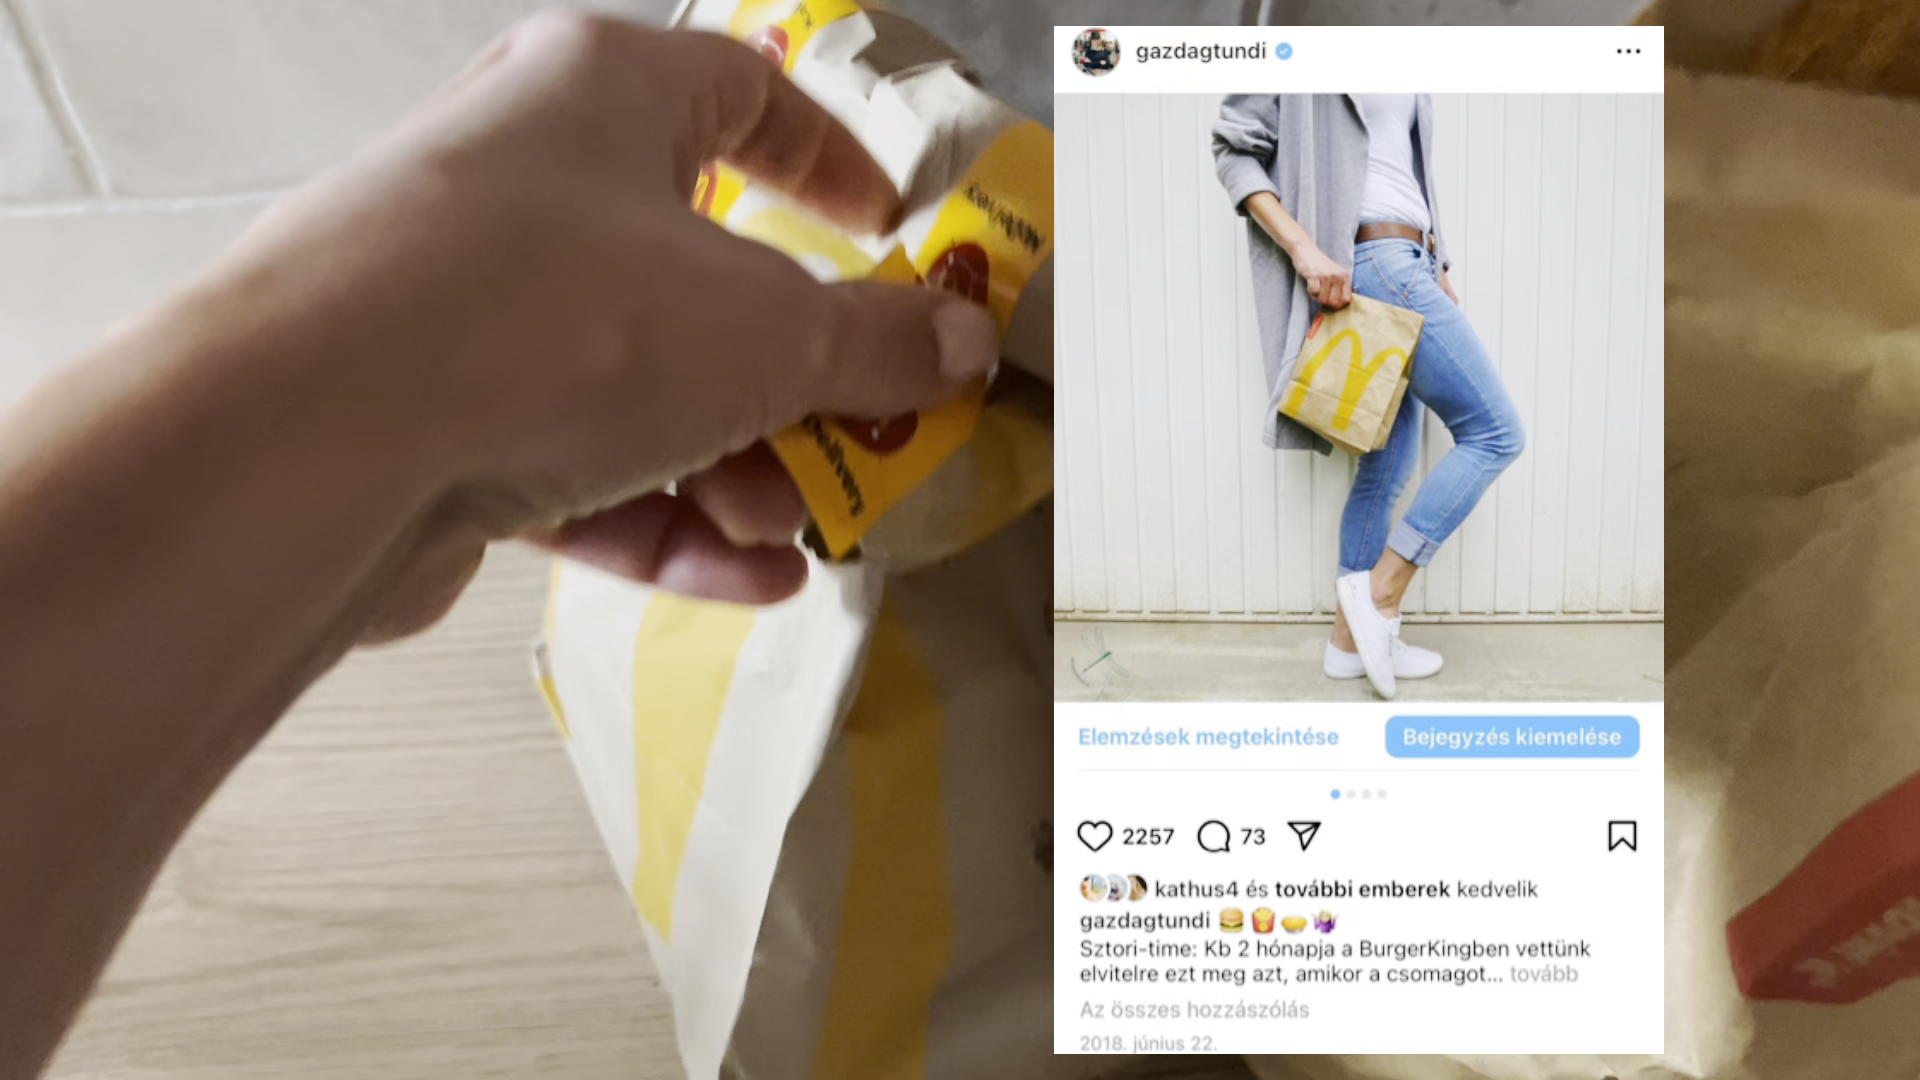 gazdagtundi
Elemzések megtekintése
Bejegyzés kiemelése
2257
73
kathus4 és további emberek kedvelik
gazdagtundi
Sztori-time: Kb 2 hónapja a BurgerKingben vettünk
elvitelre ezt meg azt, amikor a csomagot... tovább
Az összes hozzászólás
2018. június 22.